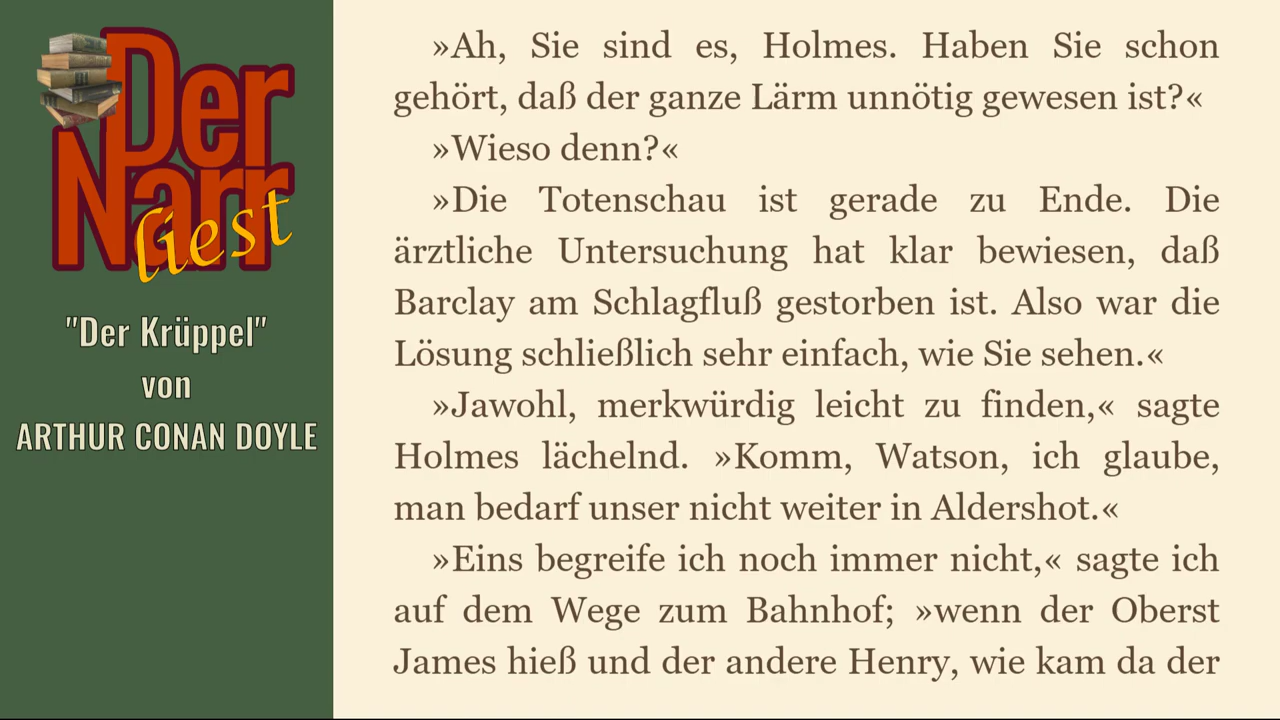 Der
Narr
liest
"Der Krüppel"
von
ARTHUR CONAN DOYLE
»Ah, Sie sind es, Holmes. Haben Sie schon
gehört, daß der ganze Lärm unnötig gewesen ist?«
»Wieso denn?«
»Die Totenschau ist gerade zu Ende. Die
ärztliche Untersuchung hat klar bewiesen, daß
Barclay am Schlagfluß gestorben ist. Also war die
Lösung schließlich sehr einfach, wie Sie sehen.«
»Jawohl, merkwürdig leicht zu finden,« sagte
Holmes lächelnd. »Komm, Watson, ich glaube,
man bedarf unser nicht weiter in Aldershot.«
»Eins begreife ich noch immer nicht,« sagte ich
auf dem Wege zum Bahnhof; »wenn der Oberst
James hieß und der andere Henry, wie kam da der